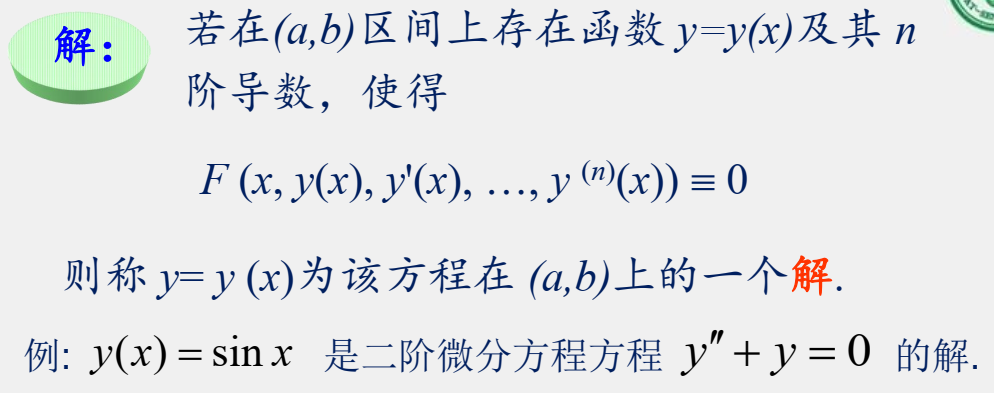 解：
若在(a,b)区间上存在函数 y=y(x)及其 n
阶导数，使得
F (x, y(x), y'(x), …, y ⁽ⁿ⁾(x)) ≡ 0
则称 y= y (x)为该方程在 (a,b)上的一个解.
例: y(x) = sin x 是二阶微分方程方程 y″ + y = 0 的解.